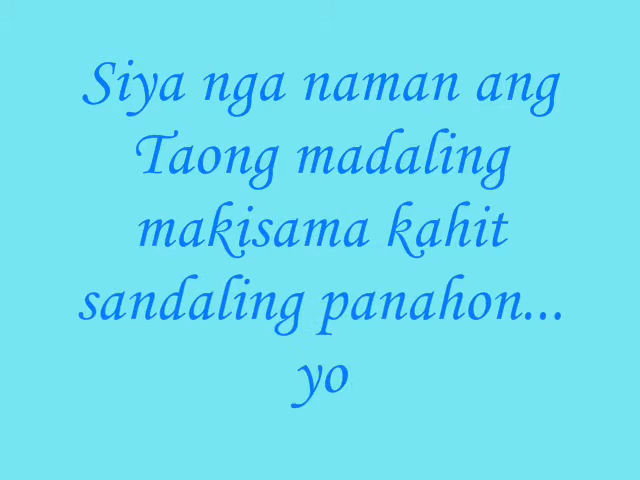 Siya nga naman ang
Taong madaling
makisama kahit
sandaling panahon...
yo